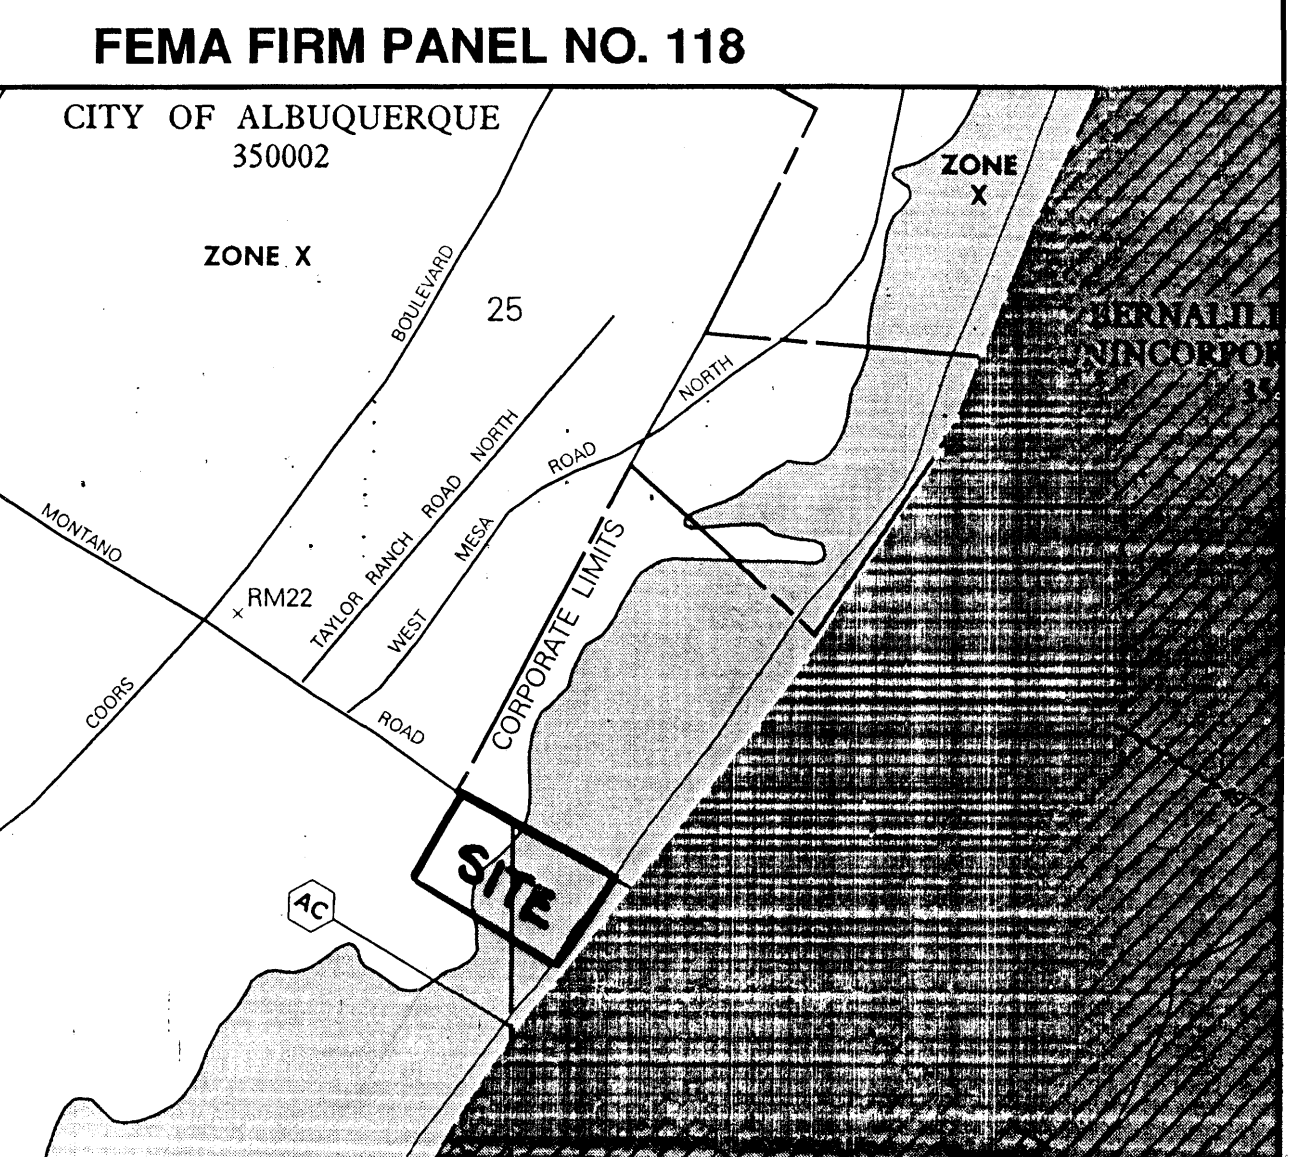 FEMA FIRM PANEL NO. 118
CITY OF ALBUQUERQUE
350002
ZONE
X
ZONE X
BOULEVARD
25
NORTH
TAYLOR RANCH ROAD NORTH
WEST MESA ROAD
MONTANO
RM22
CORPORATE LIMITS
COORS
ROAD
SITE
AC